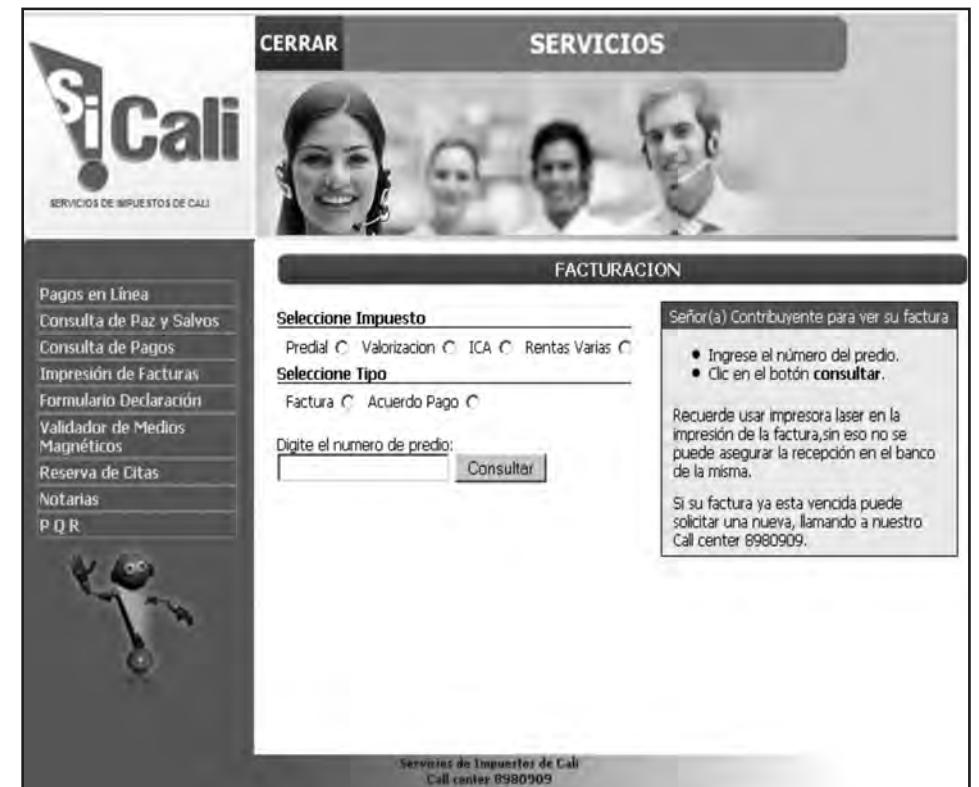 Si Cali
SERVICIOS DE IMPUESTOS DE CALI
CERRAR
SERVICIOS
Pagos en Línea
Consulta de Paz y Salvos
Consulta de Pagos
Impresión de Facturas
Formulario Declaración
Validador de Medios
Magnéticos
Reserva de Citas
Notarias
P Q R
FACTURACION
Seleccione Impuesto
Predial Valorizacion ICA Rentas Varias
Seleccione Tipo
Factura Acuerdo Pago
Digite el numero de predio:
Consultar
Señor(a) Contribuyente para ver su factura
• Ingrese el número del predio.
• Clic en el botón consultar.
Recuerde usar impresora laser en la
impresión de la factura,sin eso no se
puede asegurar la recepción en el banco
de la misma.
Si su factura ya esta vencida puede
solicitar una nueva, llamando a nuestro
Call center 8980909.
Servicios de Impuestos de Cali
Call center 8980909